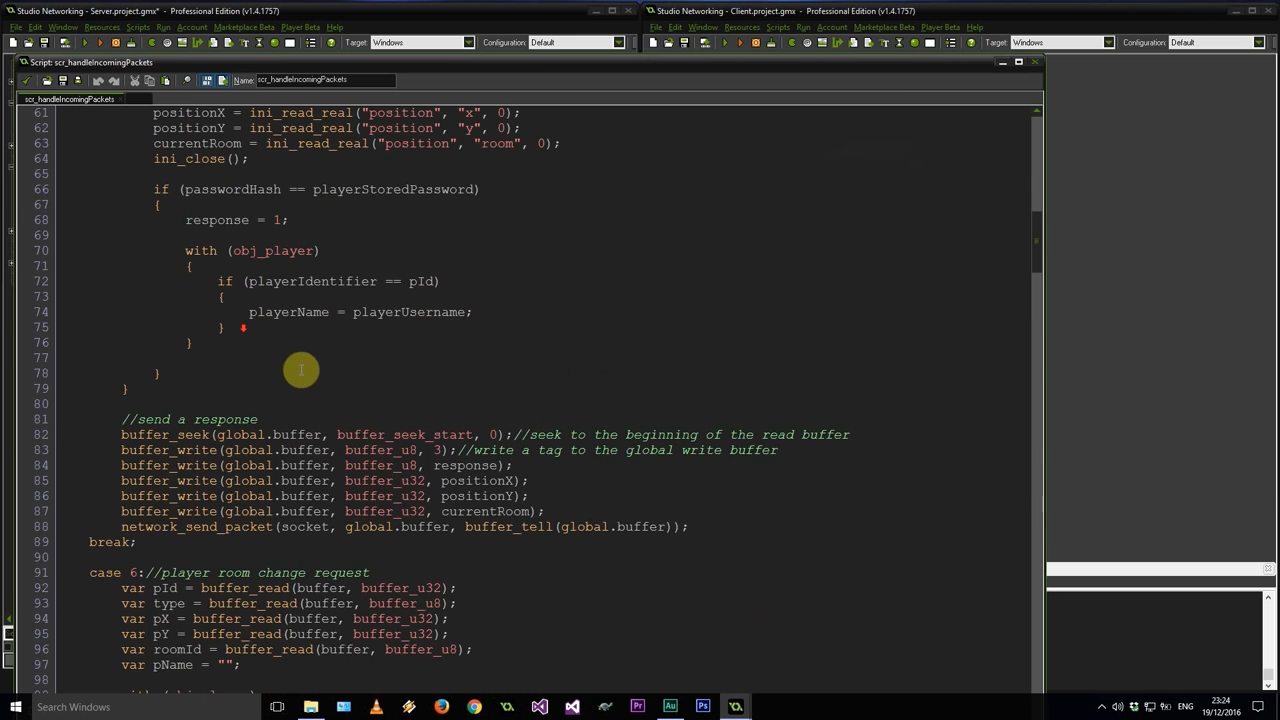 Studio Networking - Server.project.gmx* - Professional Edition (v1.4.1757)
Studio Networking - Client.project.gmx - Professional Edition (v1.4.1757)
File Edit Window Resources Scripts Run Account Marketplace Beta Player Beta Help
File Edit Window Resources Scripts Run Account Marketplace Beta Player Beta Help
Target: Windows Configuration: Default
Target: Windows Configuration: Default
Script: scr_handleIncomingPackets
Name: scr_handleIncomingPackets
scr_handleIncomingPackets
61 positionX = ini_read_real("position", "x", 0);
62 positionY = ini_read_real("position", "y", 0);
63 currentRoom = ini_read_real("position", "room", 0);
64 ini_close();
65
66 if (passwordHash == playerStoredPassword)
67 {
68 response = 1;
69
70 with (obj_player)
71 {
72 if (playerIdentifier == pId)
73 {
74 playerName = playerUsername;
75 }
76 }
77
78 }
79 }
80
81 //send a response
82 buffer_seek(global.buffer, buffer_seek_start, 0);//seek to the beginning of the read buffer
83 buffer_write(global.buffer, buffer_u8, 3);//write a tag to the global write buffer
84 buffer_write(global.buffer, buffer_u8, response);
85 buffer_write(global.buffer, buffer_u32, positionX);
86 buffer_write(global.buffer, buffer_u32, positionY);
87 buffer_write(global.buffer, buffer_u32, currentRoom);
88 network_send_packet(socket, global.buffer, buffer_tell(global.buffer));
89 break;
90
91 case 6://player room change request
92 var pId = buffer_read(buffer, buffer_u32);
93 var type = buffer_read(buffer, buffer_u8);
94 var pX = buffer_read(buffer, buffer_u32);
95 var pY = buffer_read(buffer, buffer_u32);
96 var roomId = buffer_read(buffer, buffer_u8);
97 var pName = "";
98
Search Windows
ENG
23:24
19/12/2016